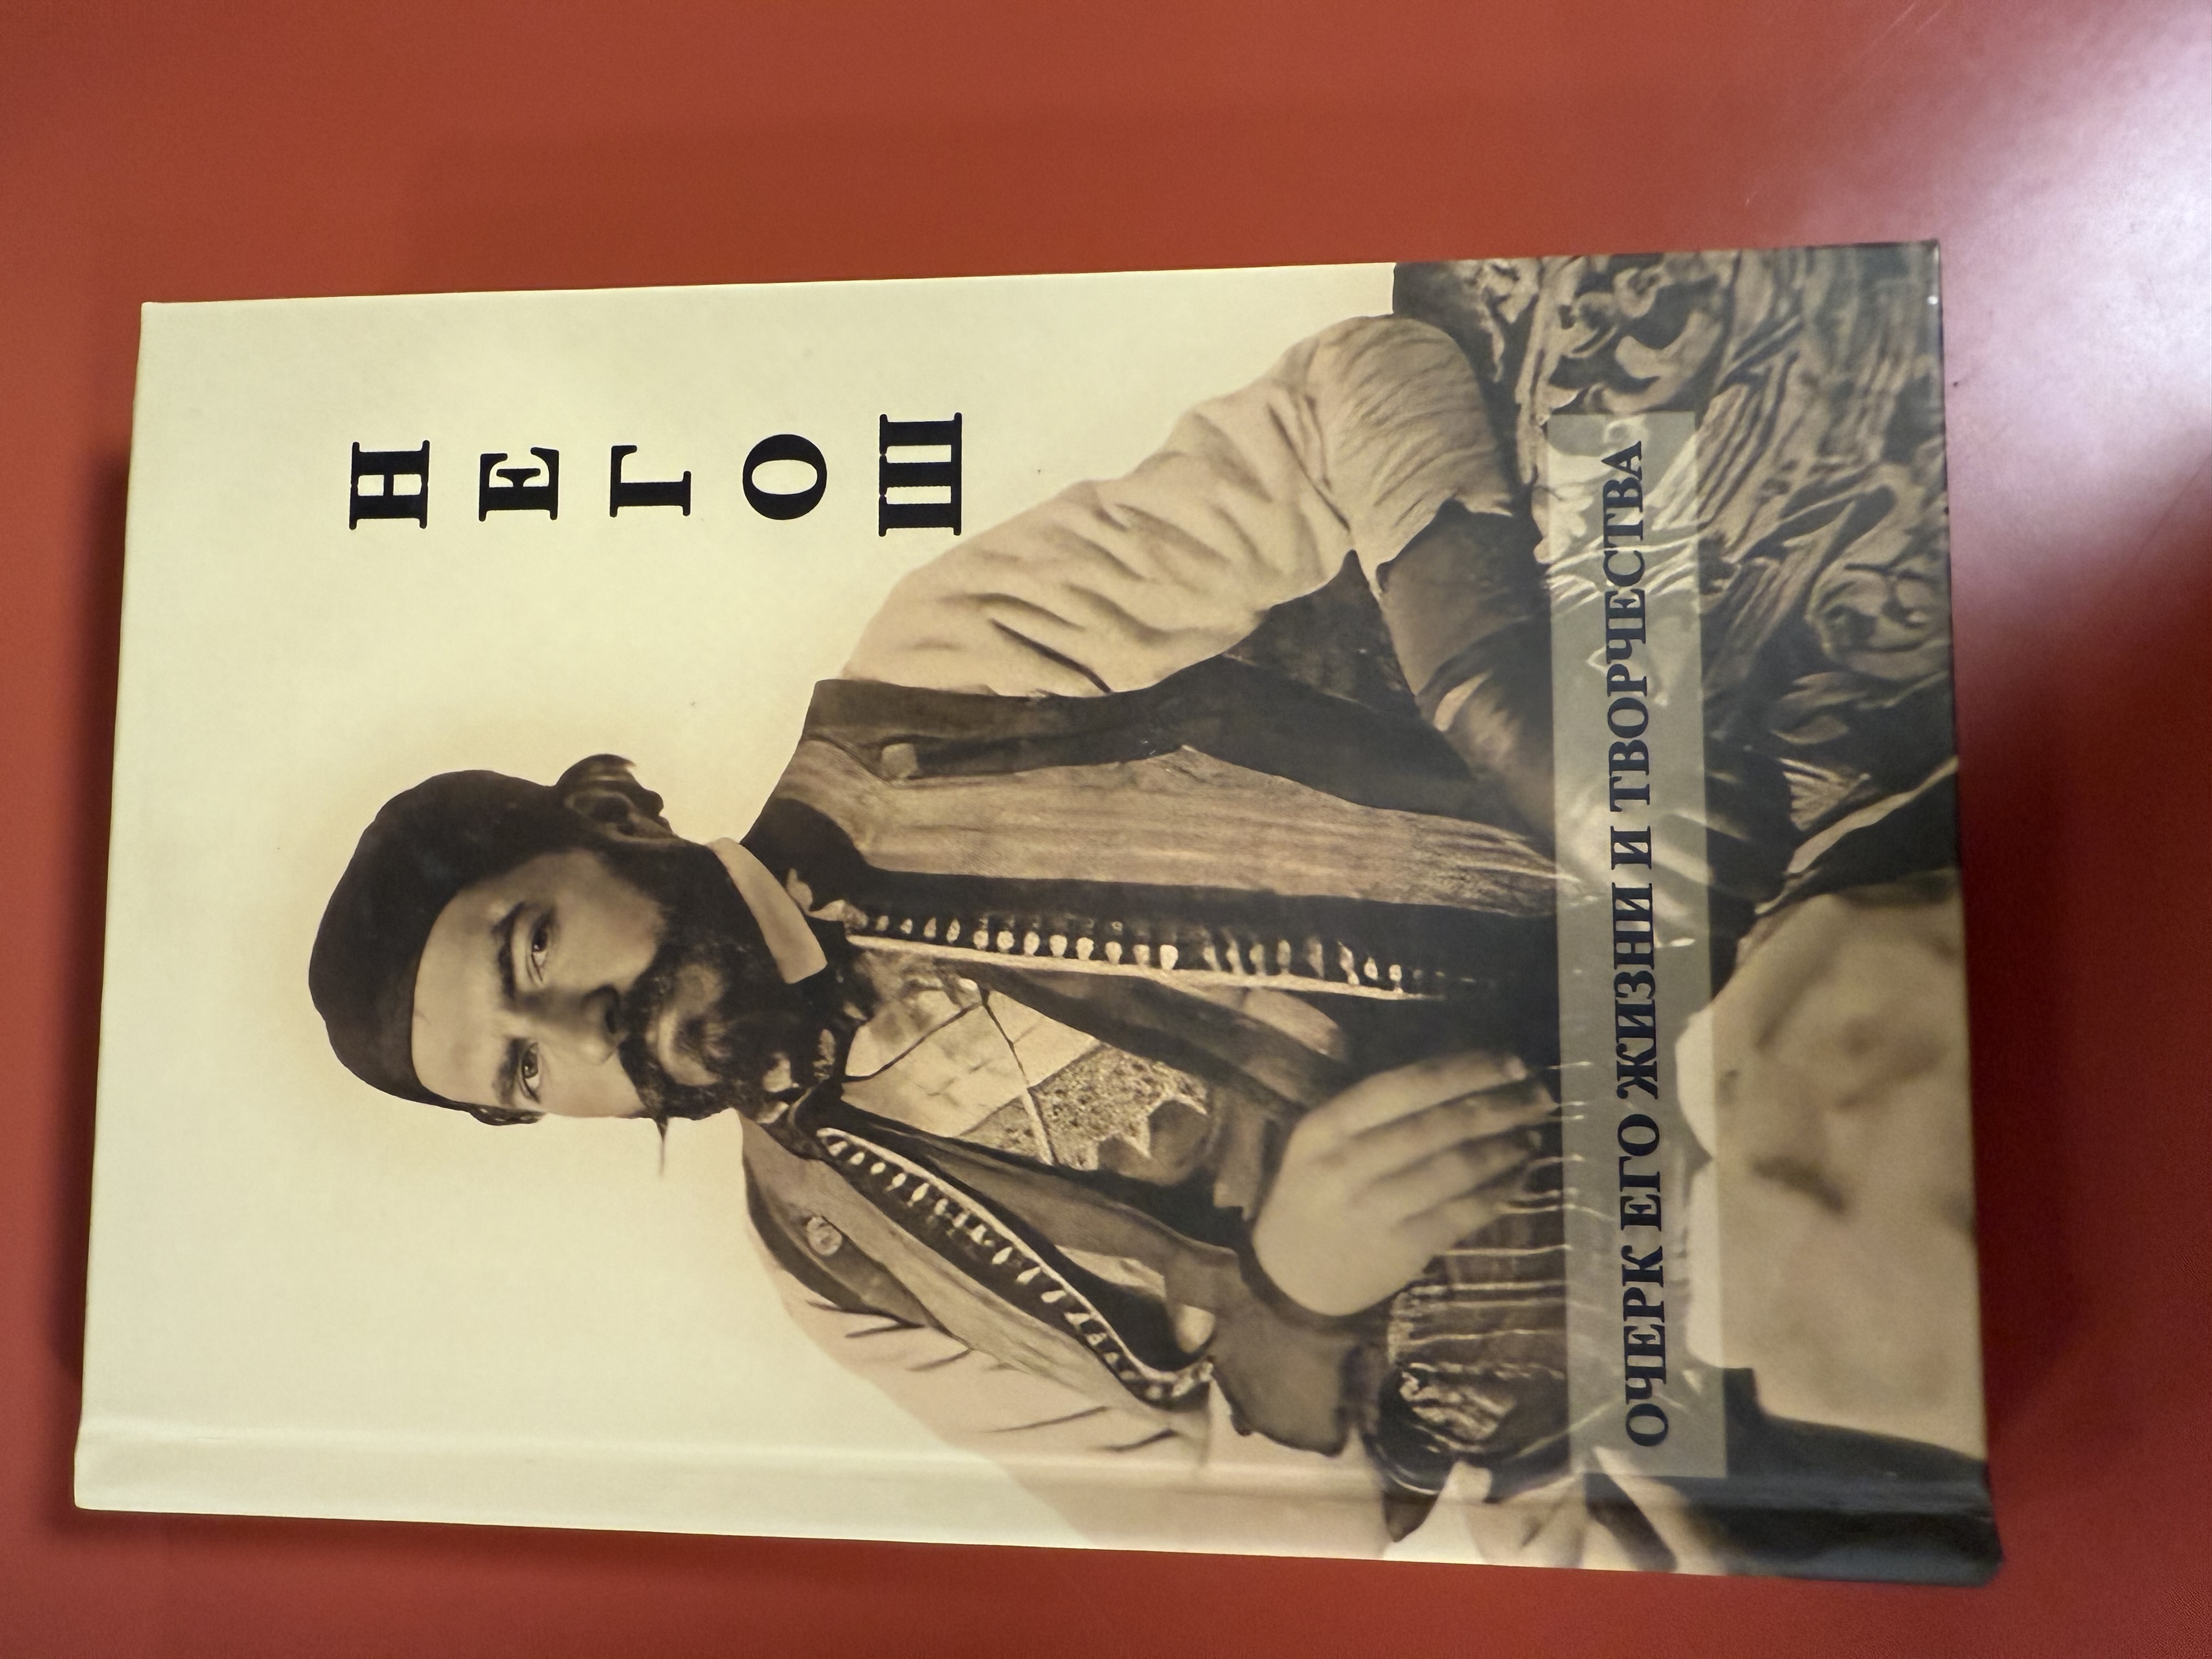 НЕГОШ
ОЧЕРК ЕГО ЖИЗНИ И ТВОРЧЕСТВА